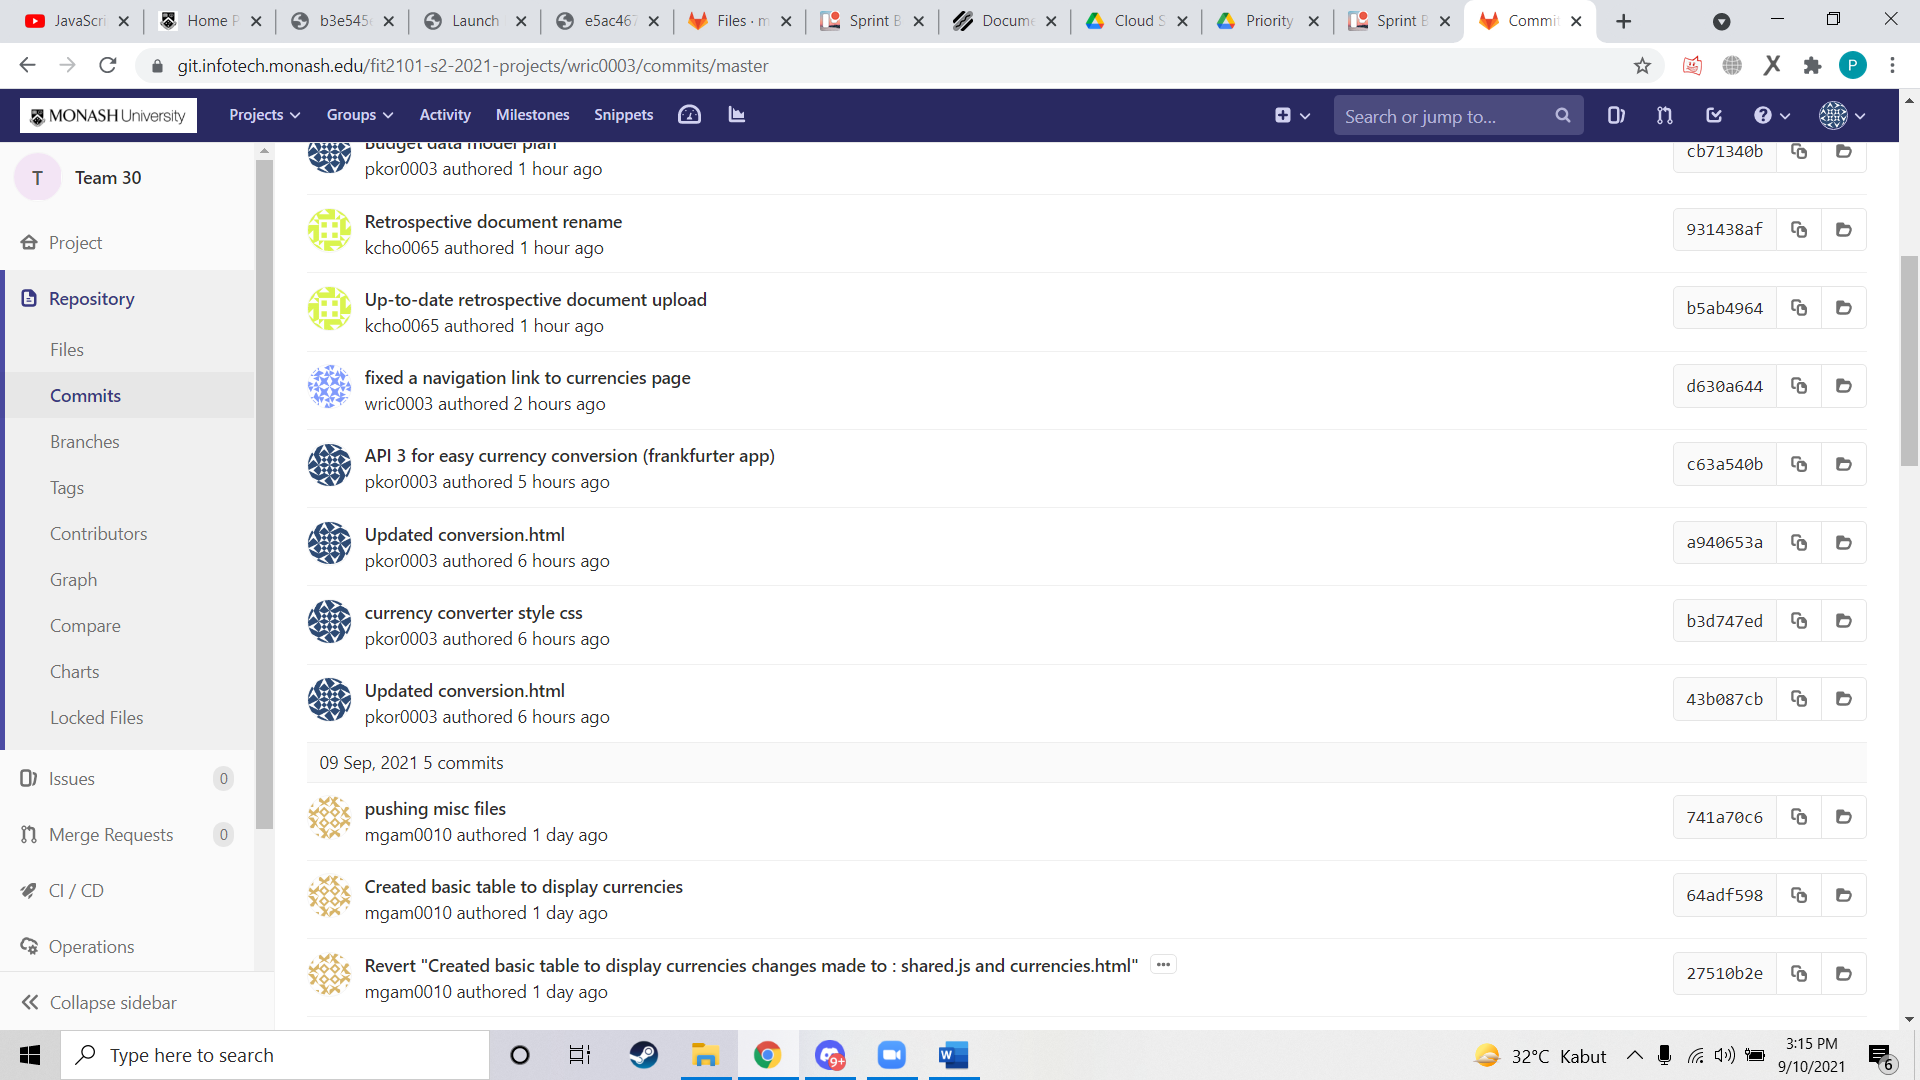 JavaScri
Home P
b3e545e
Launch
e5ac467
Files · m
Sprint B
Docume
Cloud S
Priority
Sprint B
Commit
git.infotech.monash.edu/fit2101-s2-2021-projects/wric0003/commits/master
P
MONASH University
Projects
Groups
Activity
Milestones
Snippets
Search or jump to...
T
Team 30
Project
Repository
Files
Commits
Branches
Tags
Contributors
Graph
Compare
Charts
Locked Files
Issues 0
Merge Requests 0
CI / CD
Operations
Collapse sidebar
Budget data model plan
pkor0003 authored 1 hour ago
cb71340b
Retrospective document rename
kcho0065 authored 1 hour ago
931438af
Up-to-date retrospective document upload
kcho0065 authored 1 hour ago
b5ab4964
fixed a navigation link to currencies page
wric0003 authored 2 hours ago
d630a644
API 3 for easy currency conversion (frankfurter app)
pkor0003 authored 5 hours ago
c63a540b
Updated conversion.html
pkor0003 authored 6 hours ago
a940653a
currency converter style css
pkor0003 authored 6 hours ago
b3d747ed
Updated conversion.html
pkor0003 authored 6 hours ago
43b087cb
09 Sep, 2021 5 commits
pushing misc files
mgam0010 authored 1 day ago
741a70c6
Created basic table to display currencies
mgam0010 authored 1 day ago
64adf598
Revert "Created basic table to display currencies changes made to : shared.js and currencies.html"
mgam0010 authored 1 day ago
27510b2e
Type here to search
9+
W
32°C Kabut
3:15 PM
9/10/2021
6